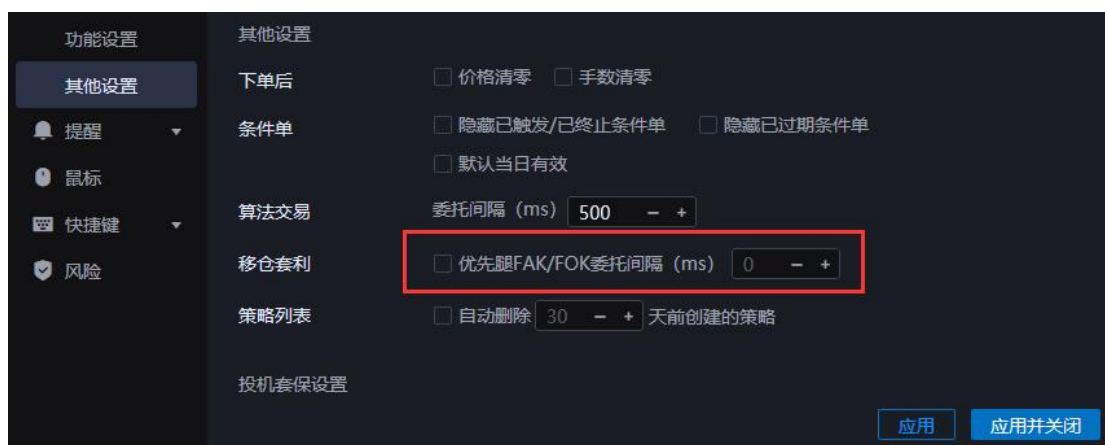 功能设置
其他设置
提醒
鼠标
快捷键
风险
其他设置
下单后 价格清零 手数清零
条件单 隐藏已触发/已终止条件单 隐藏已过期条件单
默认当日有效
算法交易 委托间隔（ms） 500 － +
移仓套利 优先腿FAK/FOK委托间隔（ms） 0 － +
策略列表 自动删除 30 － + 天前创建的策略
投机套保设置
应用 应用并关闭